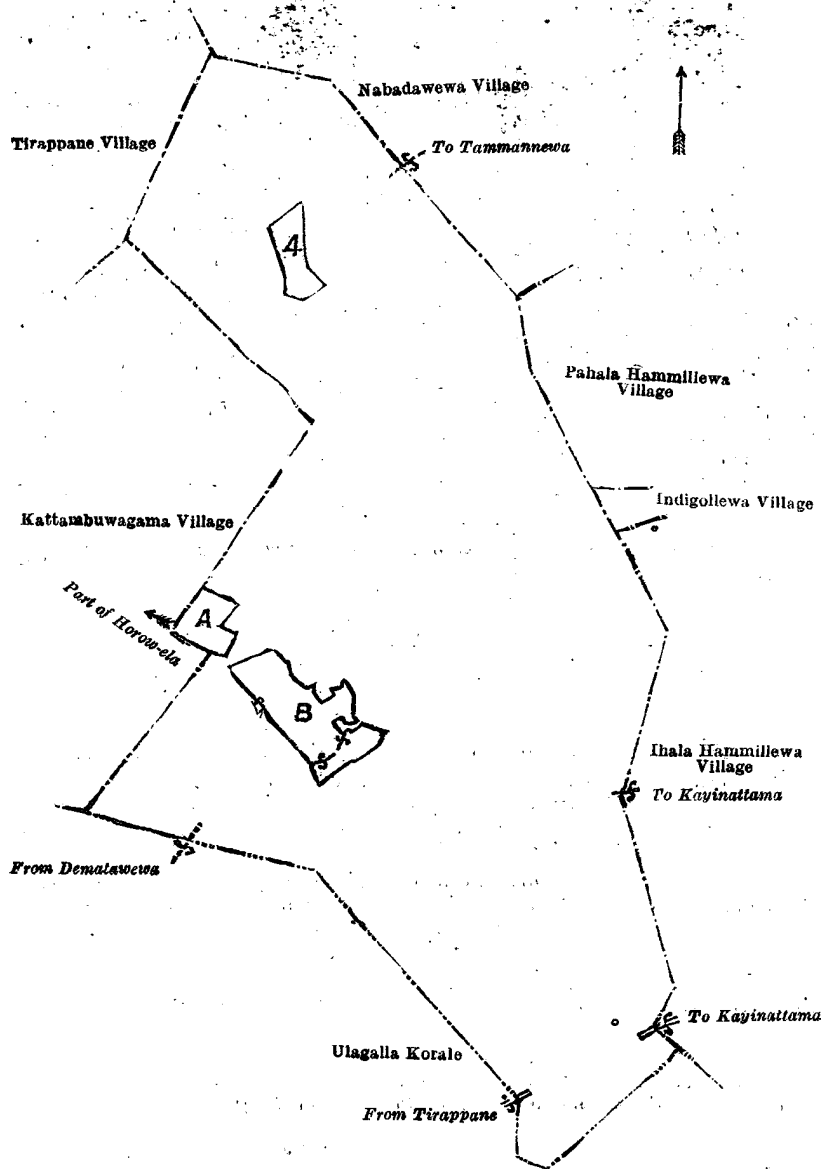 Nabadawewa Village
Tirappane Village
To Tammannewa
4
Pahala Hammillewa
Village
Indigollewa Village
Kattambuwagama Village
Part of Horow-ela
A
B
Ihala Hammillewa
Village
To Kayinattama
From Dematawewa
To Kayinattama
Ulagalla Korale
From Tirappane